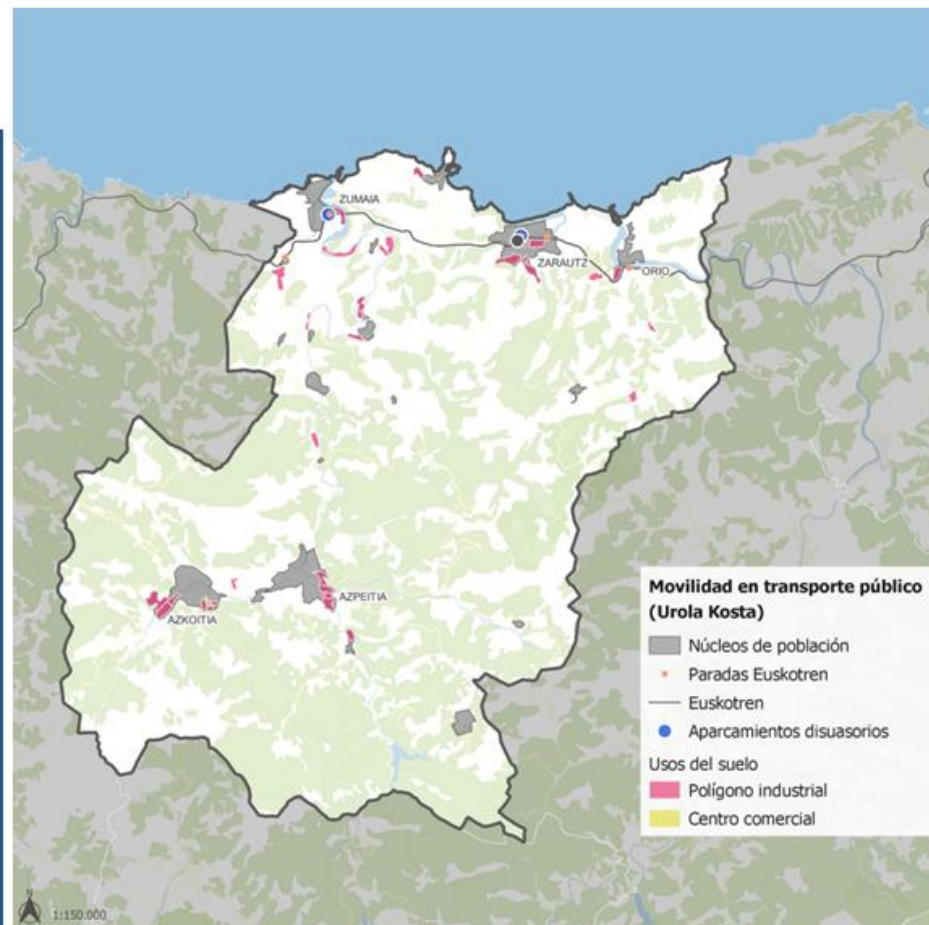 ZUMAIA
ZARAUTZ
ORIO
AZPEITIA
AZKOITIA
Movilidad en transporte público
(Urola Kosta)
Núcleos de población
Paradas Euskotren
Euskotren
Aparcamientos disuasorios
Usos del suelo
Polígono industrial
Centro comercial
N
1:150.000